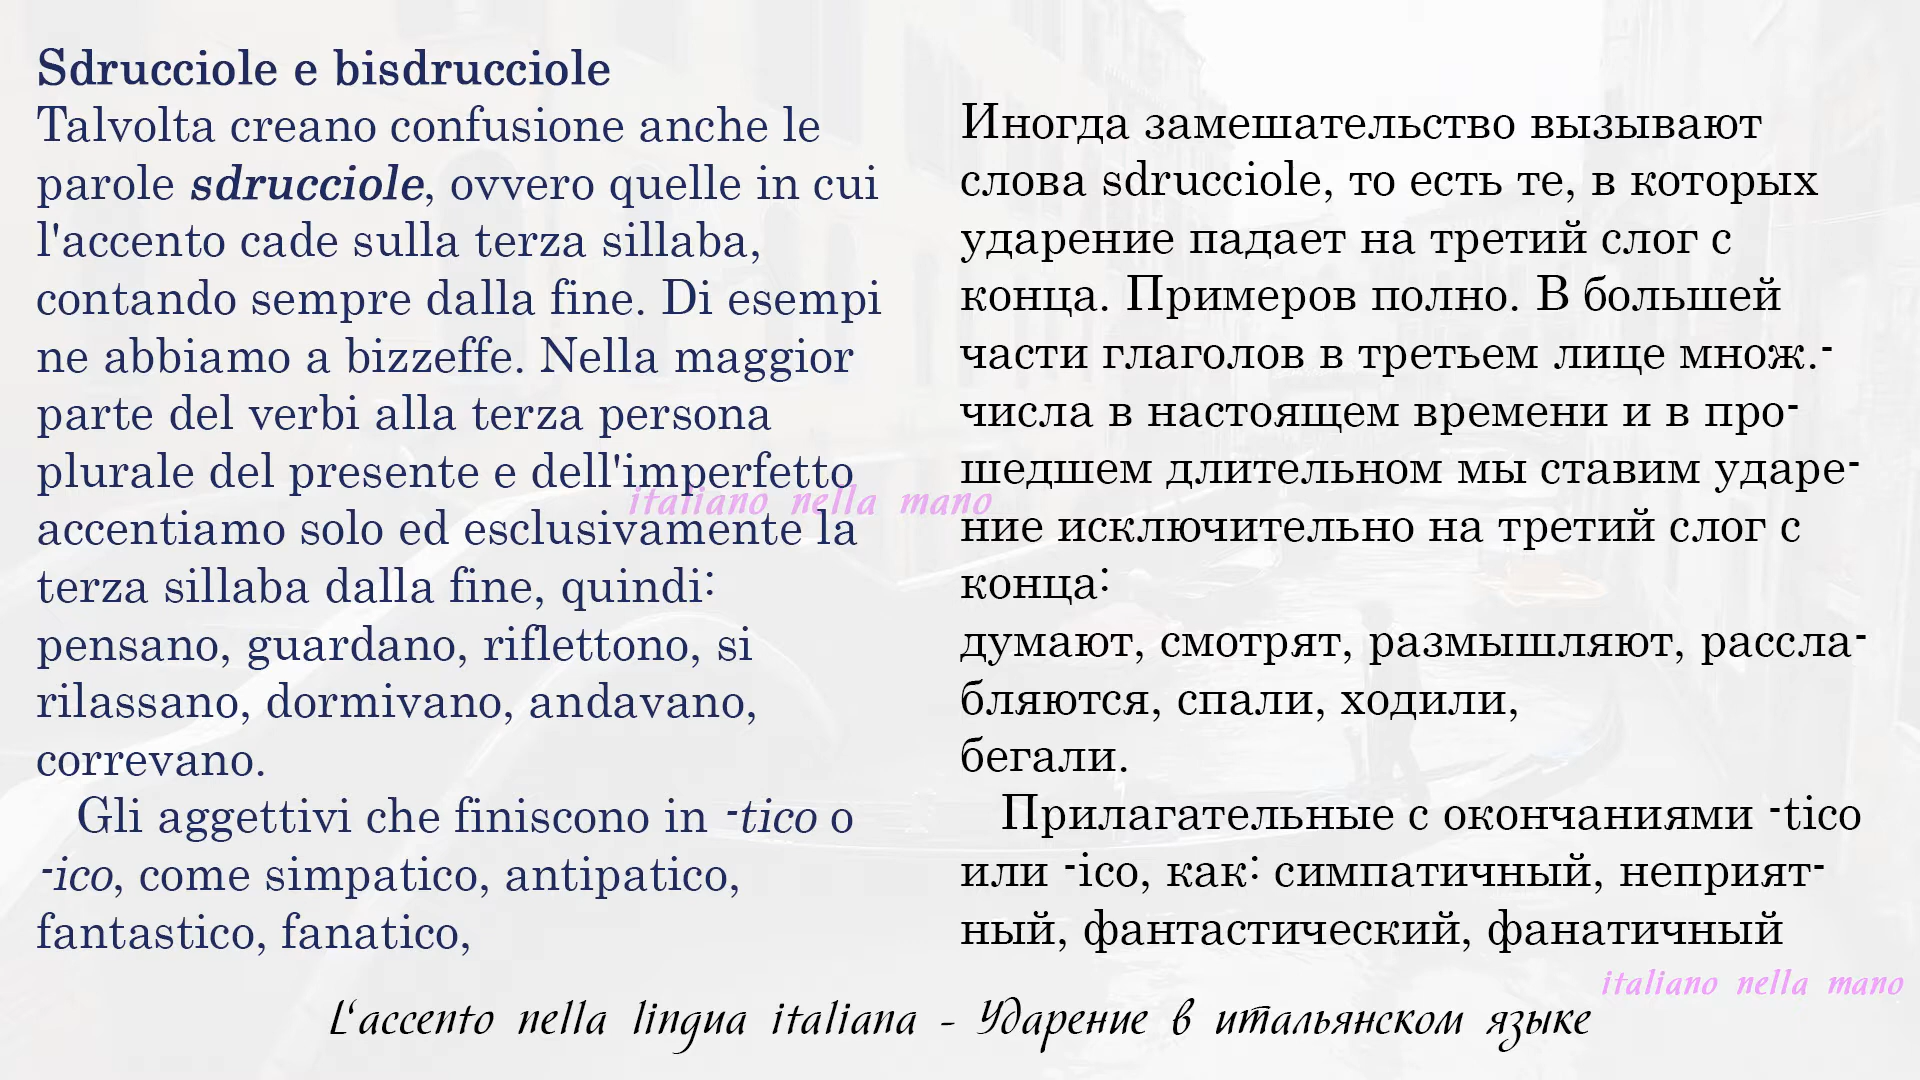 Sdrucciole e bisdrucciole
Talvolta creano confusione anche le
parole sdrucciole, ovvero quelle in cui
l'accento cade sulla terza sillaba,
contando sempre dalla fine. Di esempi
ne abbiamo a bizzeffe. Nella maggior
parte del verbi alla terza persona
plurale del presente e dell'imperfetto
accentiamo solo ed esclusivamente la
terza sillaba dalla fine, quindi:
pensano, guardano, riflettono, si
rilassano, dormivano, andavano,
correvano.
Gli aggettivi che finiscono in -tico o
-ico, come simpatico, antipatico,
fantastico, fanatico,
Иногда замешательство вызывают
слова sdrucciole, то есть те, в которых
ударение падает на третий слог с
конца. Примеров полно. В большей
части глаголов в третьем лице множ.-
числа в настоящем времени и в про-
шедшем длительном мы ставим ударе-
ние исключительно на третий слог с
конца:
думают, смотрят, размышляют, рассла-
бляются, спали, ходили,
бегали.
Прилагательные с окончаниями -tico
или -ico, как: симпатичный, неприят-
ный, фантастический, фанатичный
italiano nella mano
italiano nella mano
L'accento nella lingua italiana - Ударение в итальянском языке